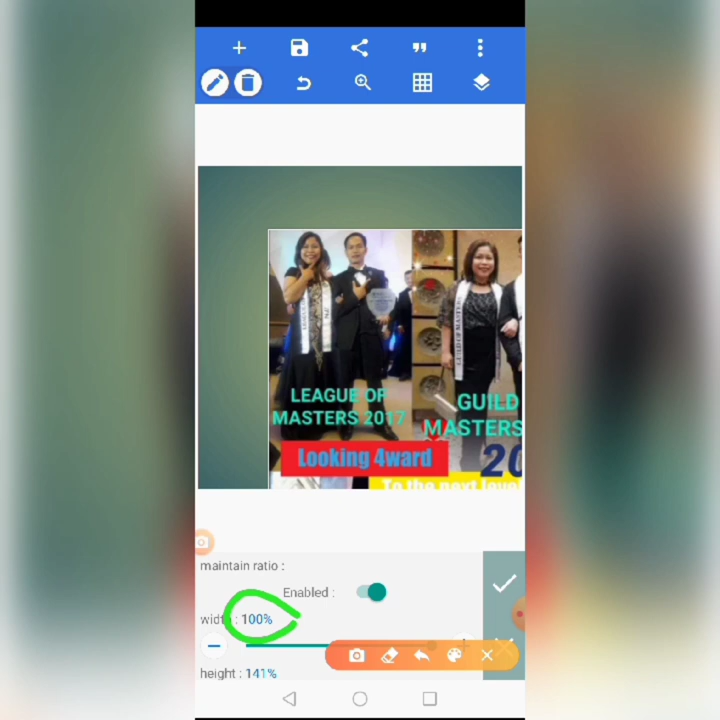 LEAGUE OF
MASTERS 2017
GUILD
MASTERS
Looking 4ward
20
To the next level
maintain ratio :
Enabled :
width : 100%
height : 141%